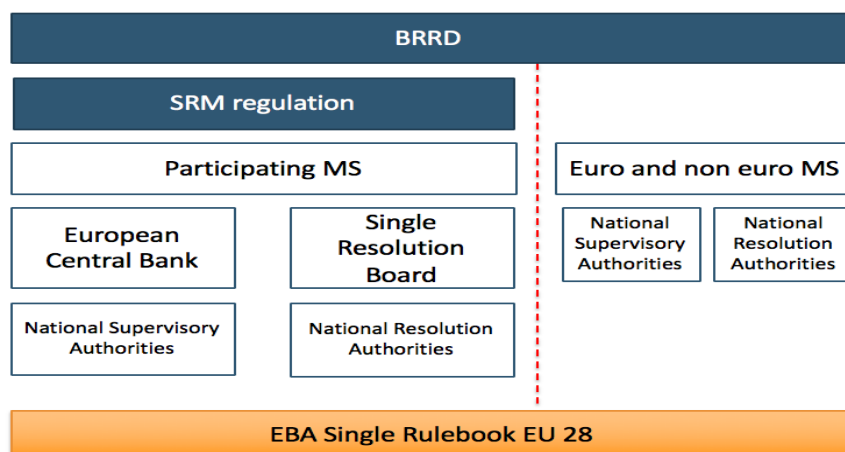 BRRD
SRM regulation
Participating MS
Euro and non euro MS
European
Central Bank
Single
Resolution
Board
National
Supervisory
Authorities
National
Resolution
Authorities
National Supervisory
Authorities
National Resolution
Authorities
EBA Single Rulebook EU 28